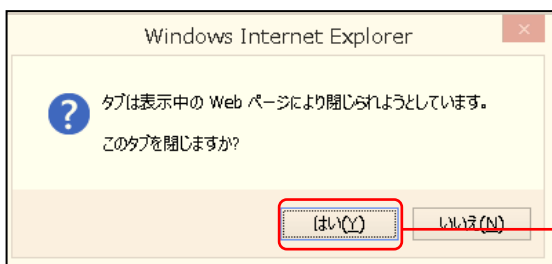 Windows Internet Explorer
タブは表示中の Web ページにより閉じられようとしています。
このタブを閉じますか?
はい(Y)
いいえ(N)